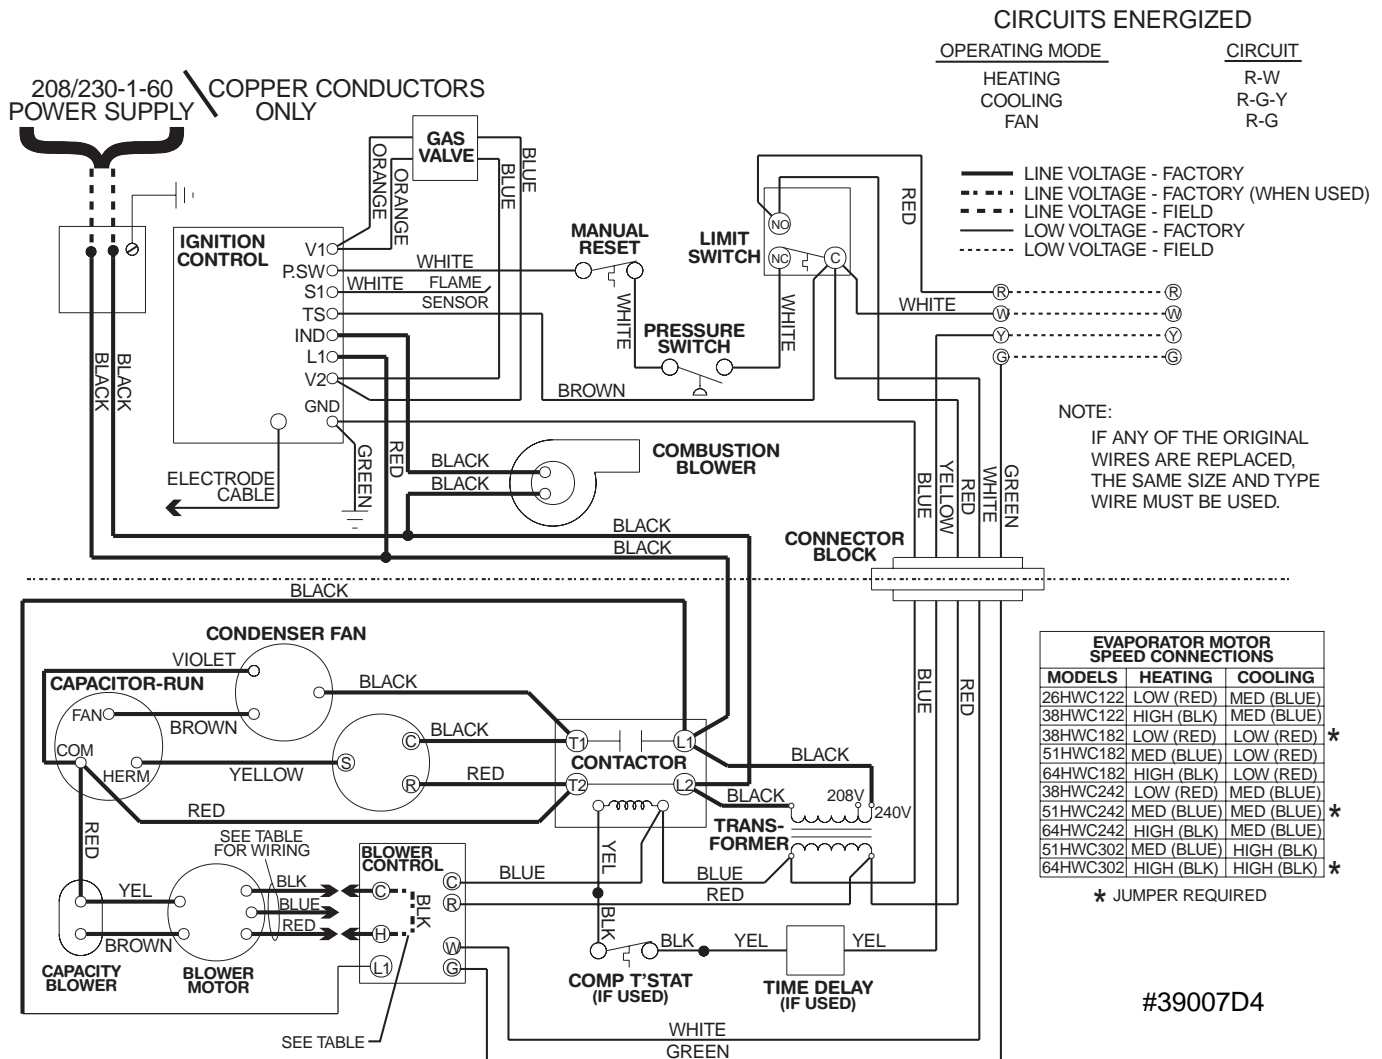 CIRCUITS ENERGIZED
OPERATING MODE CIRCUIT
HEATING R-W
COOLING R-G-Y
FAN R-G
208/230-1-60
POWER SUPPLY
COPPER CONDUCTORS
ONLY
LINE VOLTAGE - FACTORY
LINE VOLTAGE - FACTORY (WHEN USED)
LINE VOLTAGE - FIELD
LOW VOLTAGE - FACTORY
LOW VOLTAGE - FIELD
GAS
VALVE
ORANGE
ORANGE
BLUE
BLUE
IGNITION
CONTROL
V1
P.SW
S1
TS
IND
L1
V2
GND
WHITE
WHITE
FLAME
SENSOR
MANUAL
RESET
WHITE
PRESSURE
SWITCH
WHITE
LIMIT
SWITCH
NO
NC
C
RED
WHITE
R
W
Y
G
R
W
Y
G
BROWN
BLACK
BLACK
ELECTRODE
CABLE
GREEN
RED
BLACK
BLACK
COMBUSTION
BLOWER
BLACK
BLACK
NOTE:
IF ANY OF THE ORIGINAL
WIRES ARE REPLACED,
THE SAME SIZE AND TYPE
WIRE MUST BE USED.
BLUE
YELLOW
RED
WHITE
GREEN
CONNECTOR
BLOCK
BLACK
CONDENSER FAN
VIOLET
CAPACITOR-RUN
FAN
BROWN
COM
HERM
YELLOW
RED
BLACK
C
S
R
BLACK
RED
T1
L1
CONTACTOR
T2
L2
BLACK
BLACK
208V
240V
TRANS-
FORMER
BLUE
RED
RED
SEE TABLE
FOR WIRING
YEL
BROWN
CAPACITY
BLOWER
BLOWER
MOTOR
BLK
BLUE
RED
BLOWER
CONTROL
C
H
L1
BLK
C
R
W
G
SEE TABLE
BLUE
BLUE
RED
YEL
BLK
BLK
YEL
YEL
COMP T'STAT
(IF USED)
TIME DELAY
(IF USED)
WHITE
GREEN
EVAPORATOR MOTOR
SPEED CONNECTIONS
MODELS HEATING COOLING
26HWC122 LOW (RED) MED (BLUE)
38HWC122 HIGH (BLK) MED (BLUE)
38HWC182 LOW (RED) LOW (RED) *
51HWC182 MED (BLUE) LOW (RED)
64HWC182 HIGH (BLK) LOW (RED)
38HWC242 LOW (RED) MED (BLUE)
51HWC242 MED (BLUE) MED (BLUE) *
64HWC242 HIGH (BLK) MED (BLUE)
51HWC302 MED (BLUE) HIGH (BLK)
64HWC302 HIGH (BLK) HIGH (BLK) *
* JUMPER REQUIRED
#39007D4